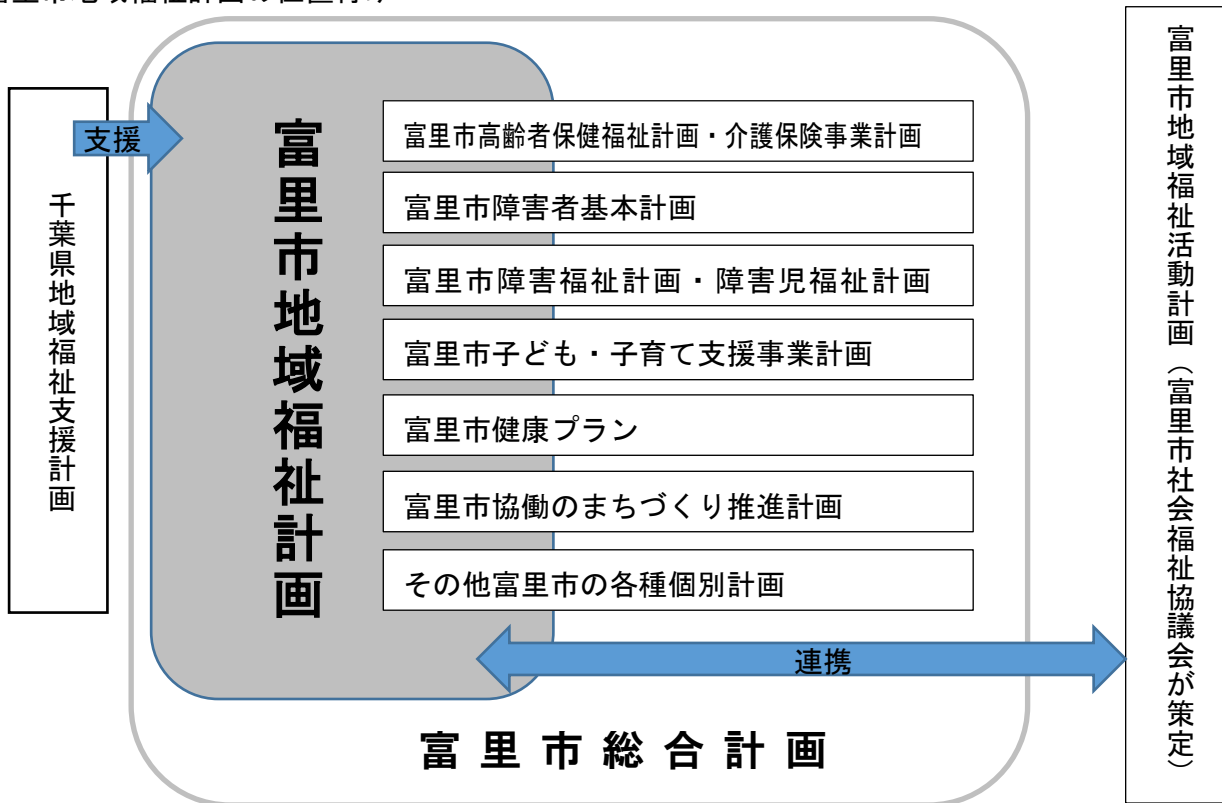 支援
千葉県地域福祉支援計画
富里市地域福祉計画
富里市高齢者保健福祉計画・介護保険事業計画
富里市障害者基本計画
富里市障害福祉計画・障害児福祉計画
富里市子ども・子育て支援事業計画
富里市健康プラン
富里市協働のまちづくり推進計画
その他富里市の各種個別計画
連携
富里市総合計画
富里市地域福祉活動計画（富里市社会福祉協議会が策定）